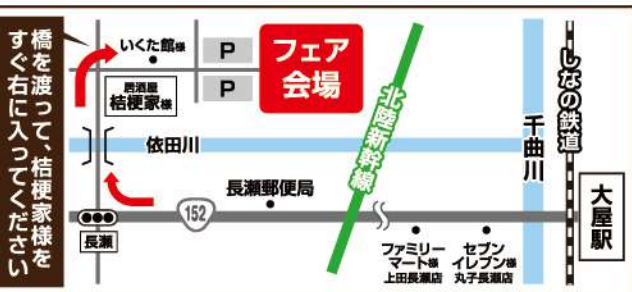 橋を渡って、桔梗家様を
すぐ右に入ってください
いくた館様
P
P
フェア
会場
居酒屋
桔梗家様
依田川
北陸新幹線
千曲川
しなの鉄道
大屋駅
長瀬郵便局
152
長瀬
ファミリー
マート様
上田長瀬店
セブン
イレブン様
丸子長瀬店